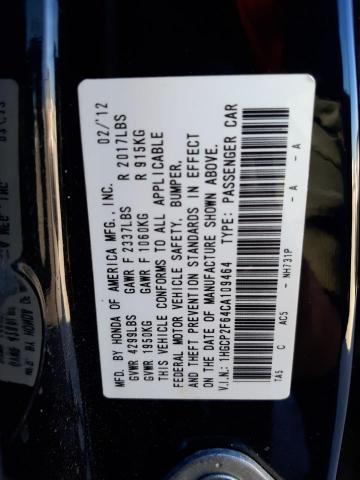 MFD. BY HONDA OF AMERICA MFG., INC. 02/'12
GVWR 4299LBS GAWR F 2337LBS R 2017LBS
GVWR 1950KG GAWR F 1060KG R 915KG
THIS VEHICLE CONFORMS TO ALL APPLICABLE
FEDERAL MOTOR VEHICLE SAFETY, BUMPER,
AND THEFT PREVENTION STANDARDS IN EFFECT
ON THE DATE OF MANUFACTURE SHOWN ABOVE.
V.I.N.: 1HGCP2F64CA109464 TYPE: PASSENGER CAR
TA5 C AC5 NH731P - A - A